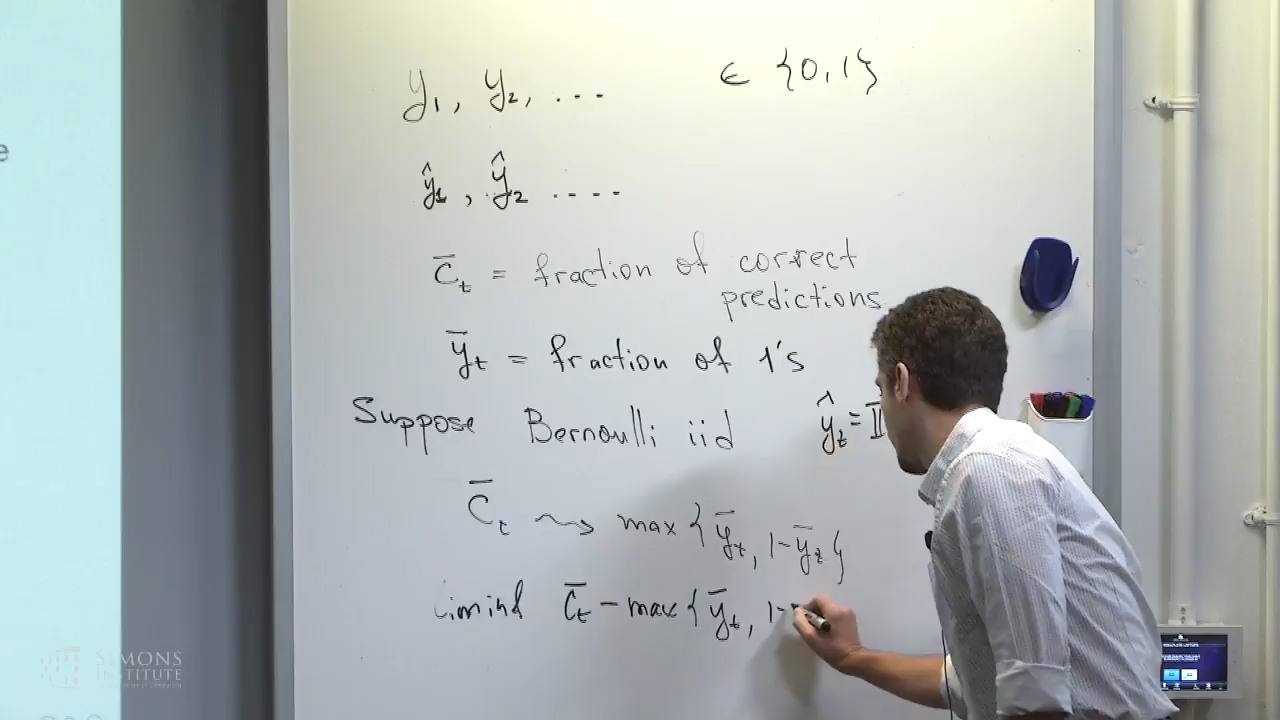 y₁, y₂, ... ∈ {0,1}
ŷ₁, ŷ₂ ....
c̄ₜ = fraction of correct
predictions
ȳₜ = fraction of 1's
Suppose Bernoulli iid ŷₜ = I
c̄ₜ ⇝ max{ȳₜ, 1-ȳₜ}
liminf c̄ₜ - max{ȳₜ, 1-
SIMONS
INSTITUTE
e